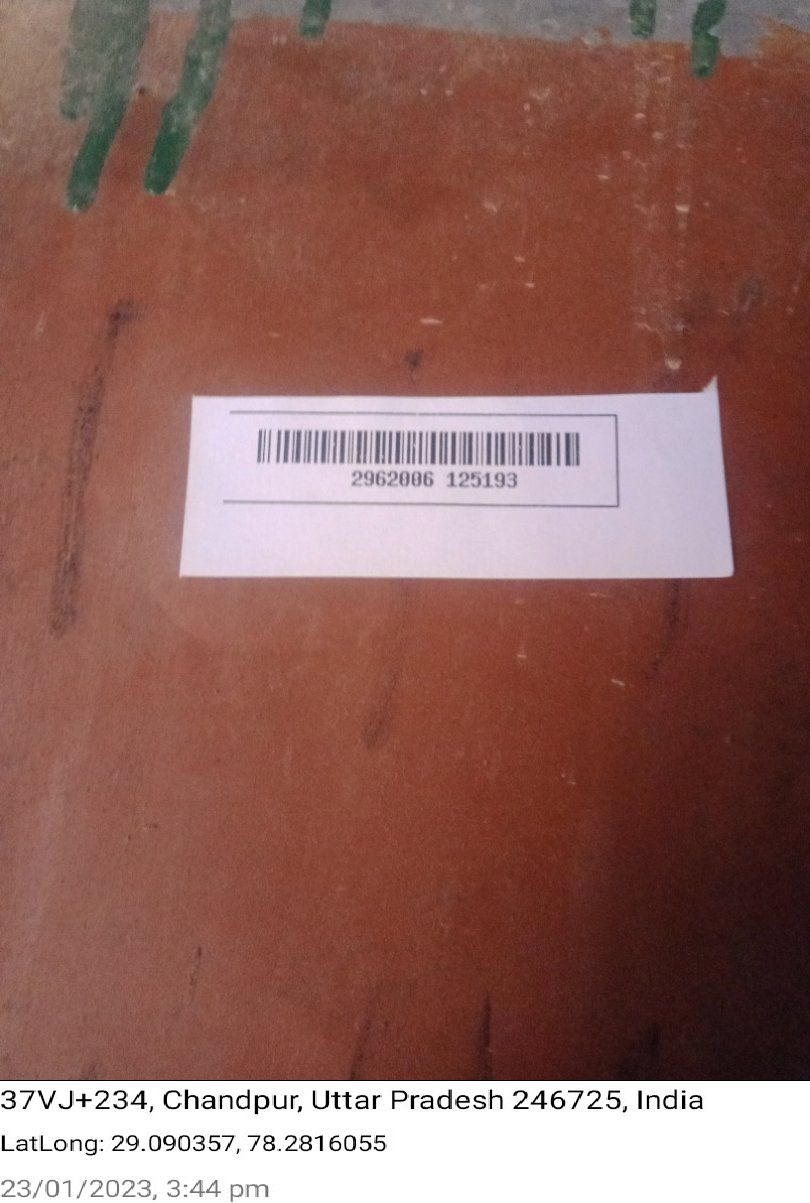 2962006 125193
37VJ+234, Chandpur, Uttar Pradesh 246725, India
LatLong: 29.090357, 78.2816055
23/01/2023, 3:44 pm